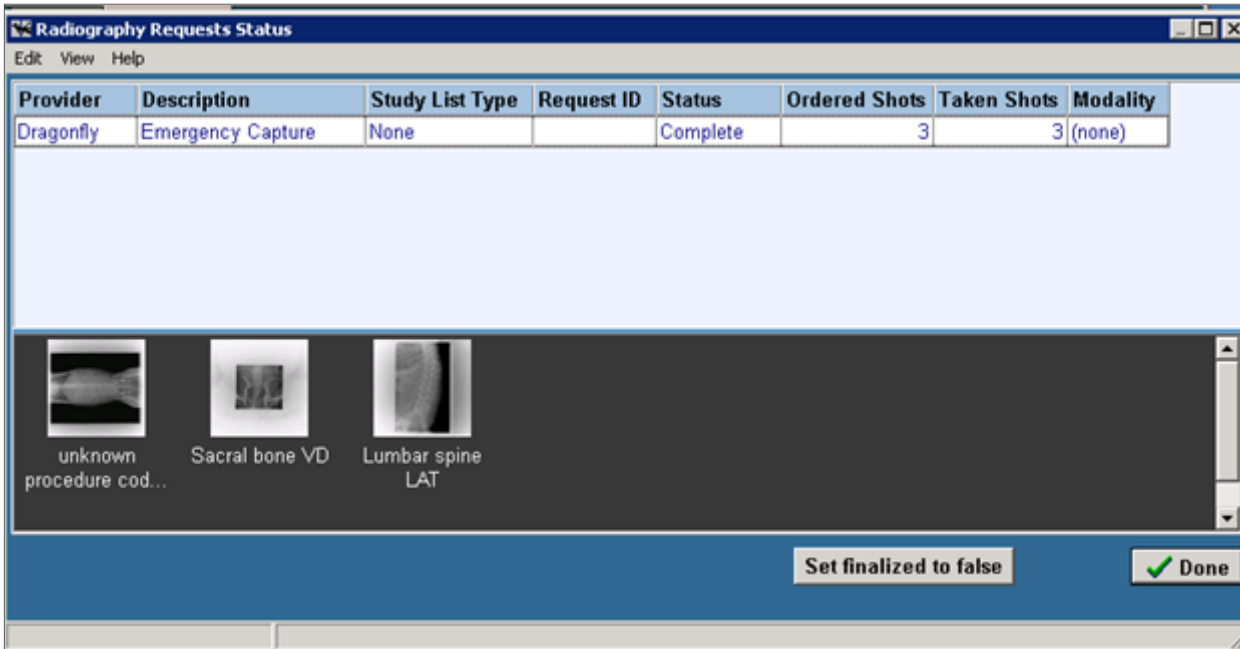 Radiography Requests Status
Edit View Help
Provider Description Study List Type Request ID Status Ordered Shots Taken Shots Modality
Dragonfly Emergency Capture None Complete 3 3 (none)
unknown procedure cod...
Sacral bone VD
Lumbar spine LAT
Set finalized to false
Done